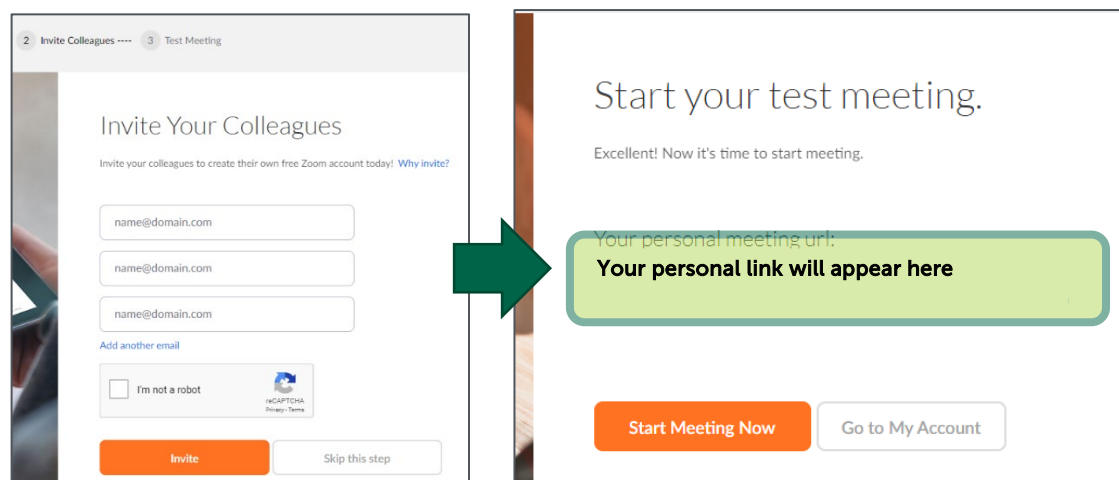 2 Invite Colleagues ---- 3 Test Meeting
Invite Your Colleagues
Invite your colleagues to create their own free Zoom account today! Why invite?
name@domain.com
name@domain.com
name@domain.com
Add another email
I'm not a robot
reCAPTCHA
Privacy - Terms
Invite Skip this step
Start your test meeting.
Excellent! Now it's time to start meeting.
Your personal meeting url:
Your personal link will appear here
Start Meeting Now Go to My Account